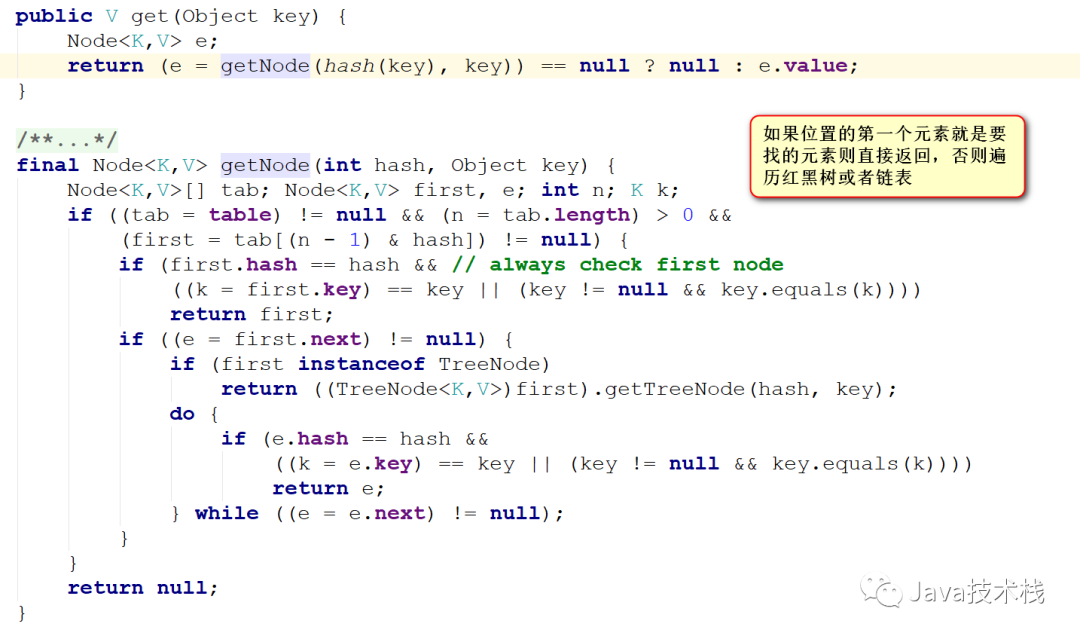 public V get(Object key) {
    Node<K,V> e;
    return (e = getNode(hash(key), key)) == null ? null : e.value;
}
/**...*/
final Node<K,V> getNode(int hash, Object key) {
    Node<K,V>[] tab; Node<K,V> first, e; int n; K k;
    if ((tab = table) != null && (n = tab.length) > 0 &&
        (first = tab[(n - 1) & hash]) != null) {
        if (first.hash == hash && // always check first node
            ((k = first.key) == key || (key != null && key.equals(k))))
            return first;
        if ((e = first.next) != null) {
            if (first instanceof TreeNode)
                return ((TreeNode<K,V>)first).getTreeNode(hash, key);
            do {
                if (e.hash == hash &&
                    ((k = e.key) == key || (key != null && key.equals(k))))
                    return e;
            } while ((e = e.next) != null);
        }
    }
    return null;
}
如果位置的第一个元素就是要
找的元素则直接返回，否则遍
历红黑树或者链表
Java技术栈